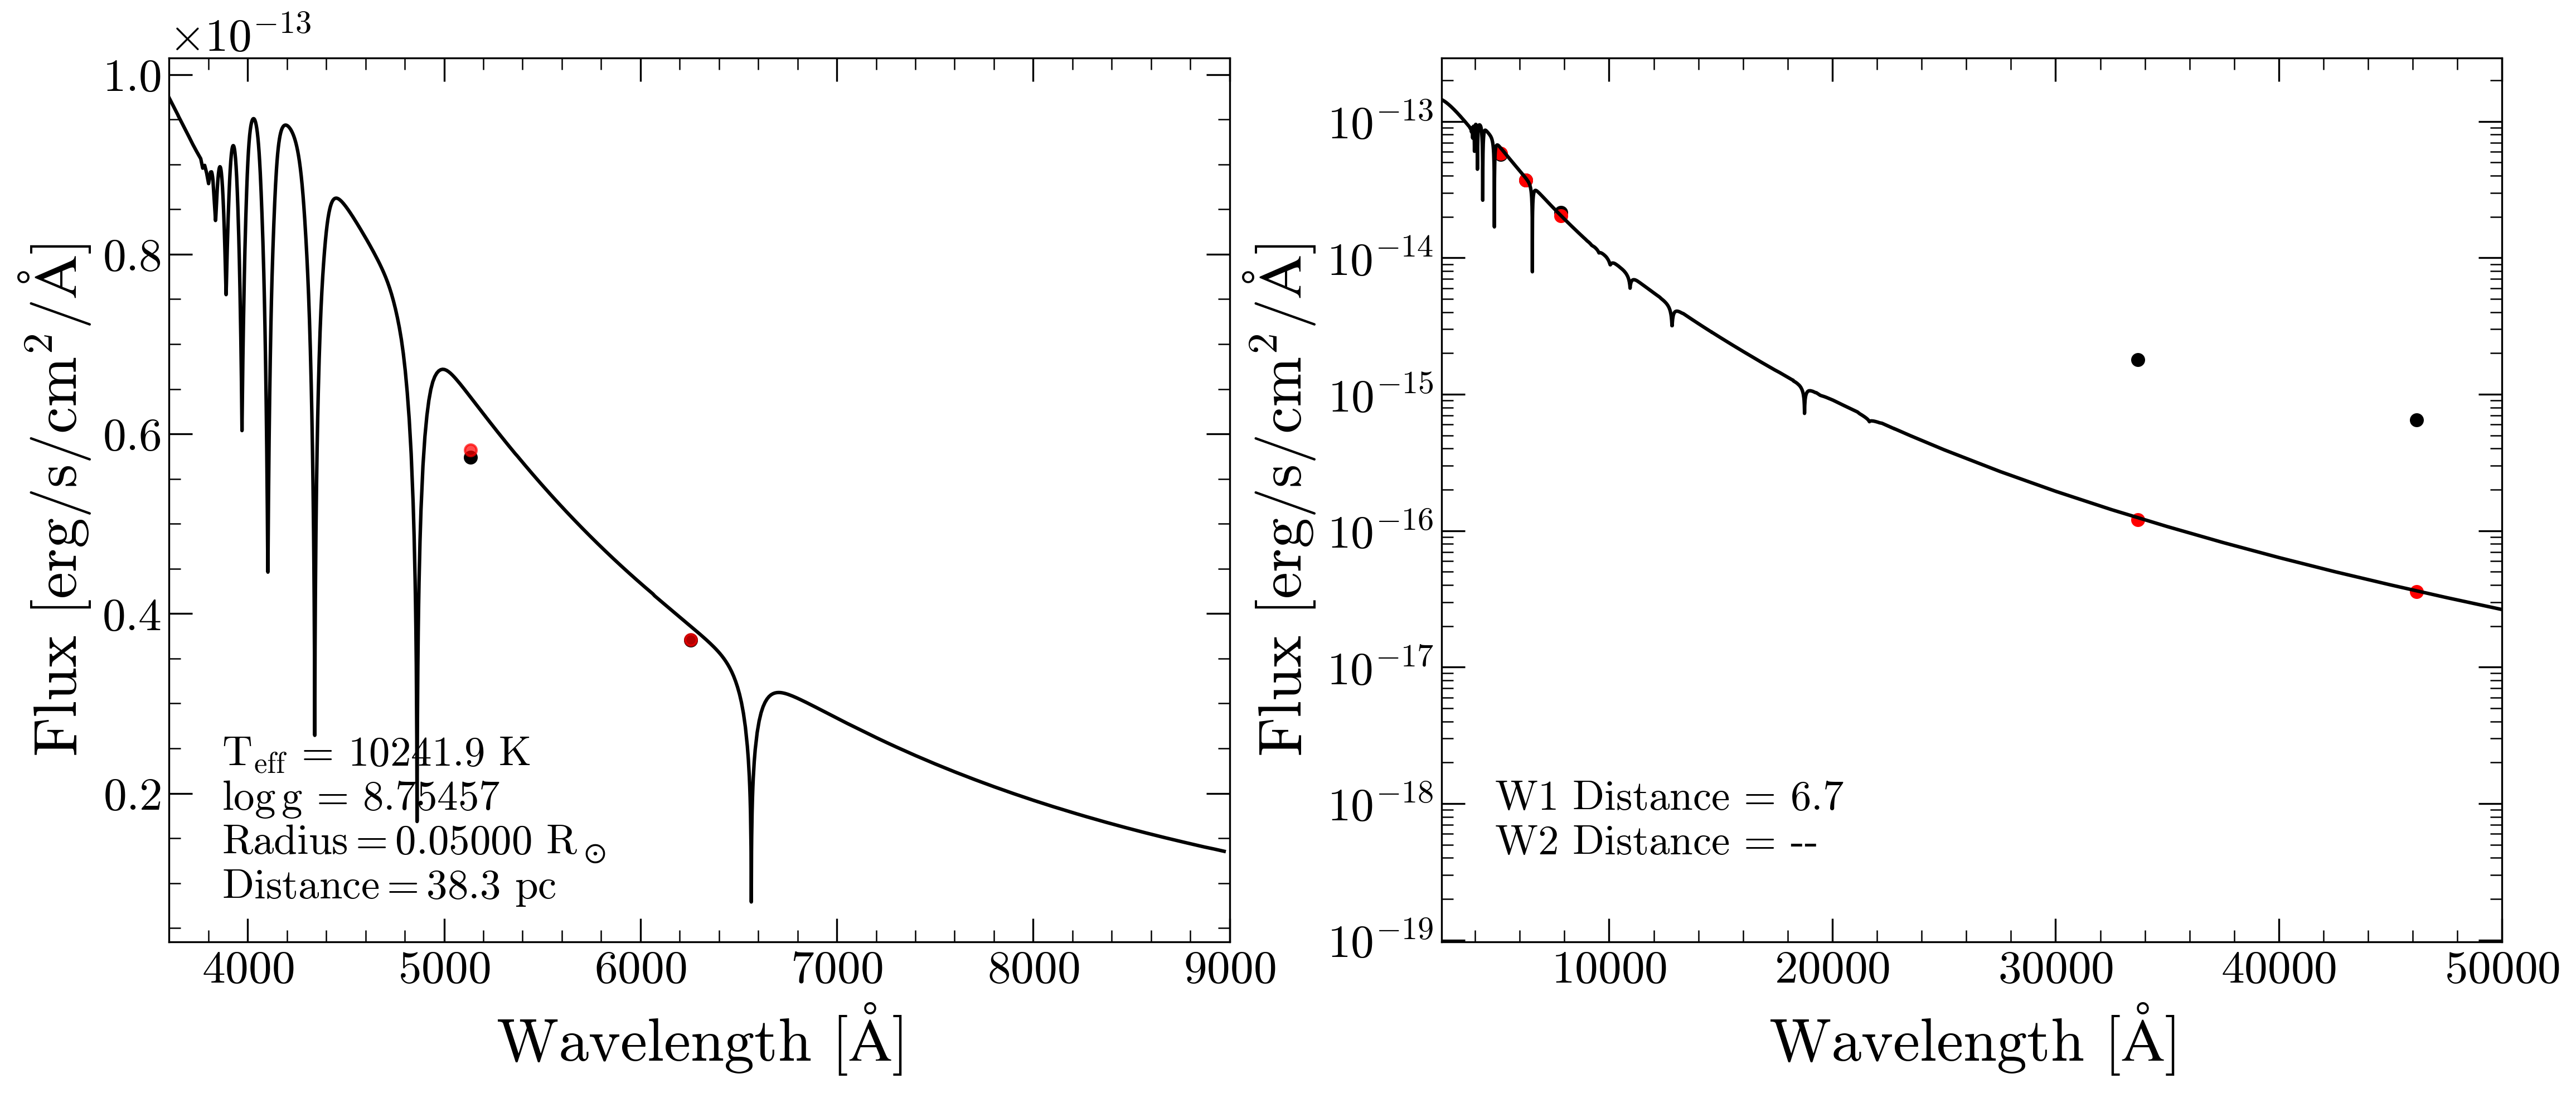 ×10⁻¹³
1.0
0.8
0.6
0.4
0.2
Flux [erg/s/cm²/Å]
T_eff = 10241.9 K
log g = 8.75457
Radius = 0.05000 R_⊙
Distance = 38.3 pc
4000 5000 6000 7000 8000 9000
Wavelength [Å]
10⁻¹³
10⁻¹⁴
10⁻¹⁵
10⁻¹⁶
10⁻¹⁷
10⁻¹⁸
10⁻¹⁹
Flux [erg/s/cm²/Å]
W1 Distance = 6.7
W2 Distance = --
10000 20000 30000 40000 50000
Wavelength [Å]